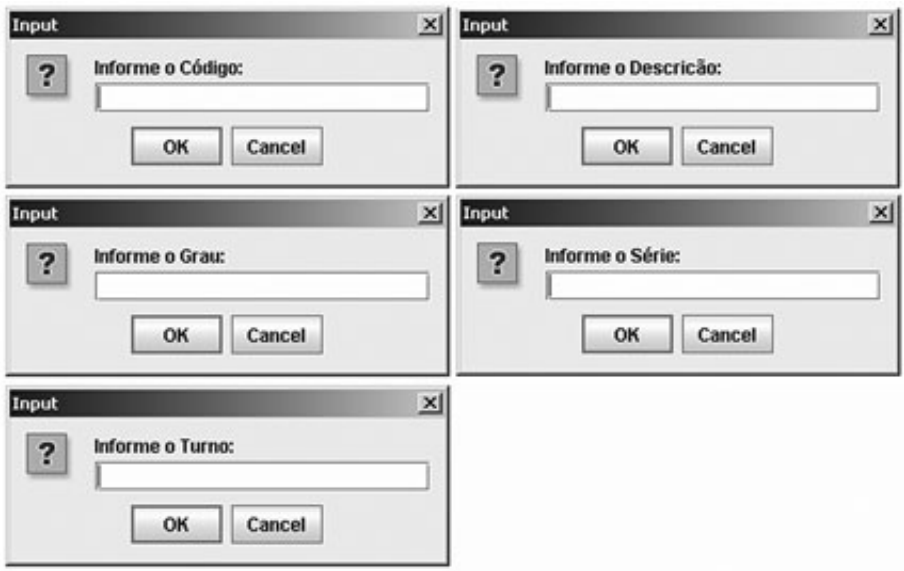 Input
?
Informe o Código:
OK Cancel
Input
?
Informe o Descricão:
OK Cancel
Input
?
Informe o Grau:
OK Cancel
Input
?
Informe o Série:
OK Cancel
Input
?
Informe o Turno:
OK Cancel